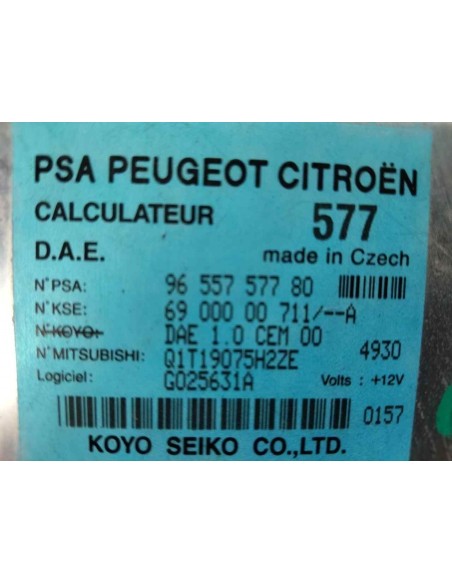 PSA PEUGEOT CITROËN
CALCULATEUR 577
D.A.E. made in Czech
N°PSA: 96 557 577 80
N°KSE: 69 000 00 711/--A
N°KOYO: DAE 1.0 CEM 00
N°MITSUBISHI: Q1T19075H2ZE 4930
Logiciel: G025631A Volts : +12V
0157
KOYO SEIKO CO.,LTD.